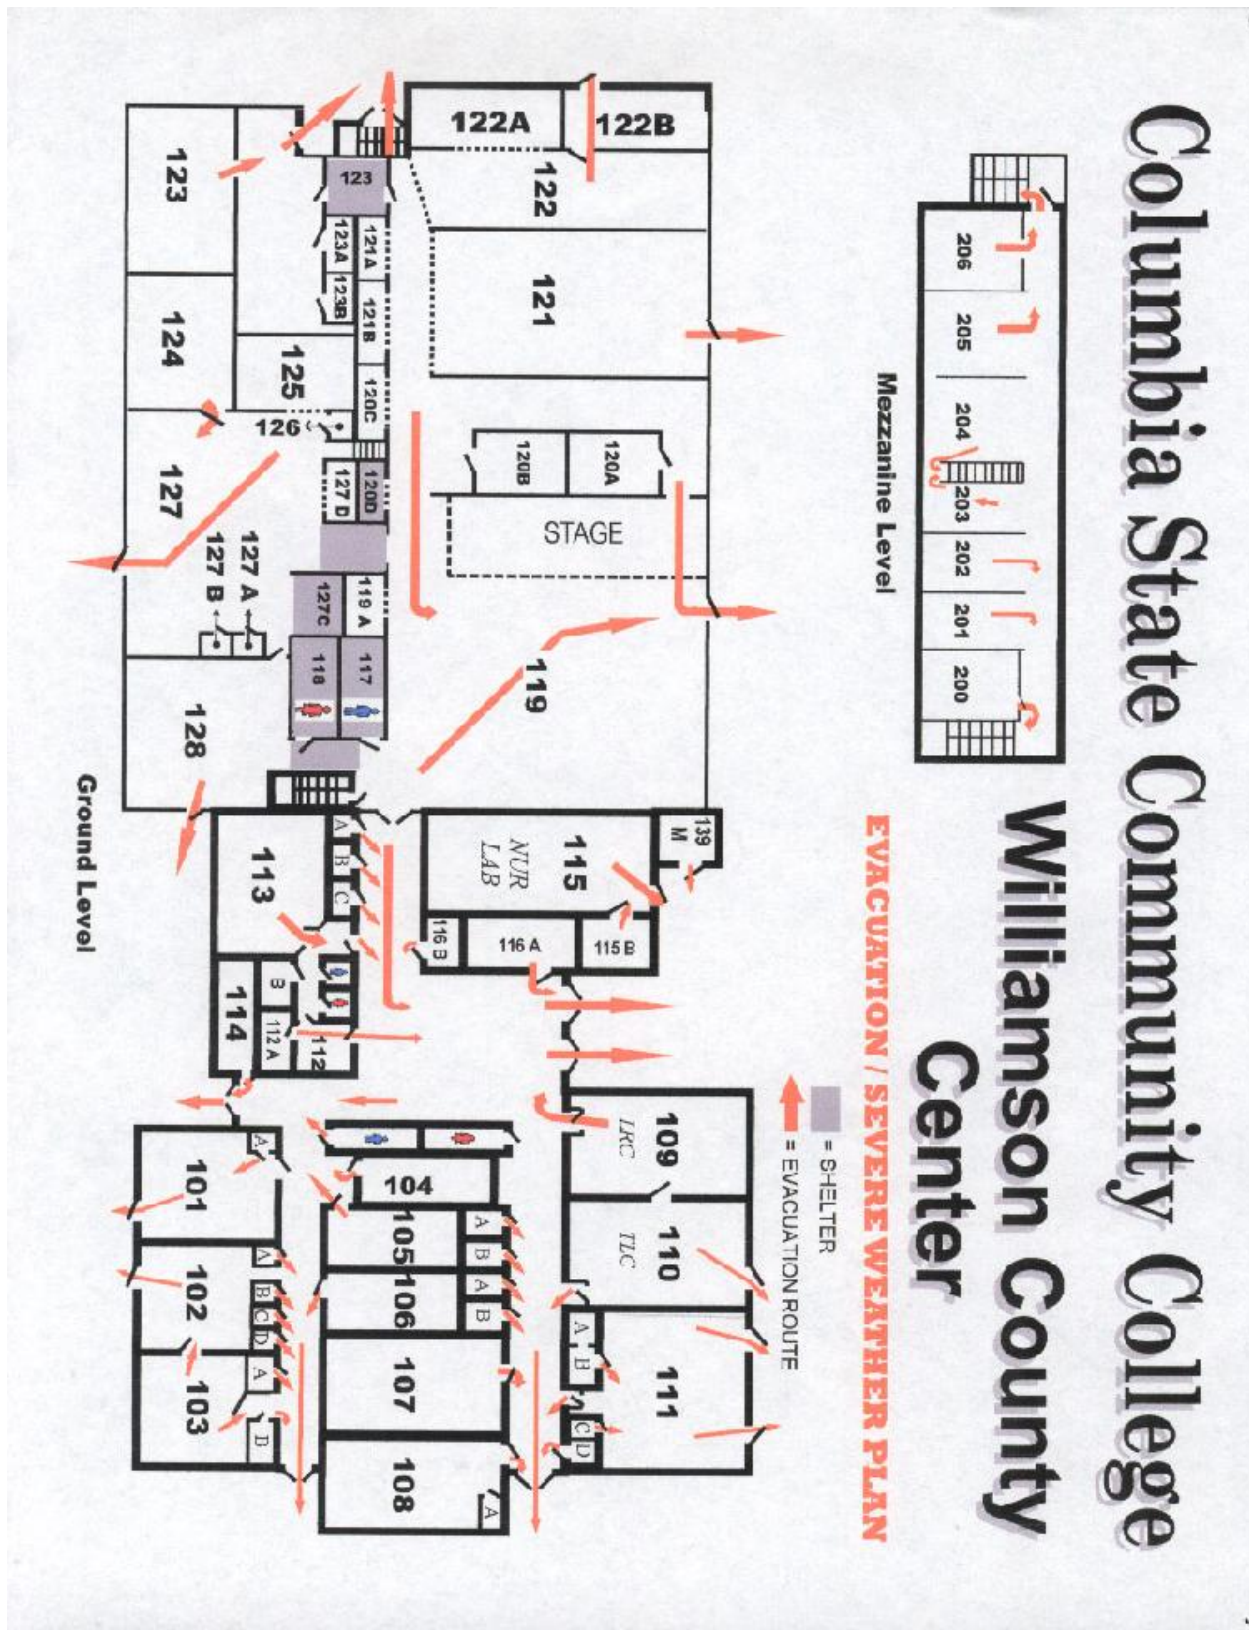 Columbia State Community College
Williamson County
Center
EVACUATION / SEVERE WEATHER PLAN
206
205
204
203
202
201
200
Mezzanine Level
= SHELTER
= EVACUATION ROUTE
122A
122B
122
121
120B
120A
STAGE
119
123
123
123A
121A
123B
121B
120C
124
125
126
127
127 D
120D
127 A
127 B
127C
119 A
118
117
128
Ground Level
113
A
B
C
115
NUR
LAB
139
M
116 B
116 A
115 B
114
B
112 A
112
109
LRC
110
TLC
111
A
B
C
D
104
105
A
B
106
A
B
107
108
A
101
A
102
A
B
C
D
103
A
B